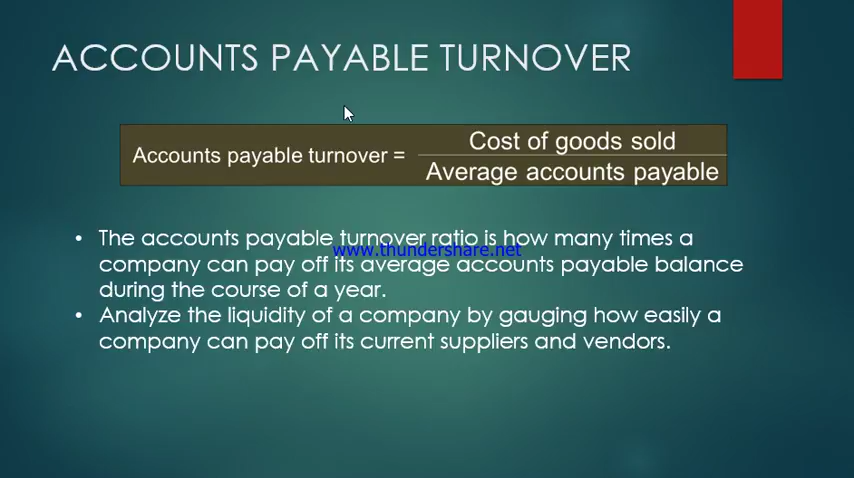 ACCOUNTS PAYABLE TURNOVER
Accounts payable turnover = Cost of goods sold
Average accounts payable
• The accounts payable turnover ratio is how many times a
www.thundershare.net
company can pay off its average accounts payable balance
during the course of a year.
• Analyze the liquidity of a company by gauging how easily a
company can pay off its current suppliers and vendors.